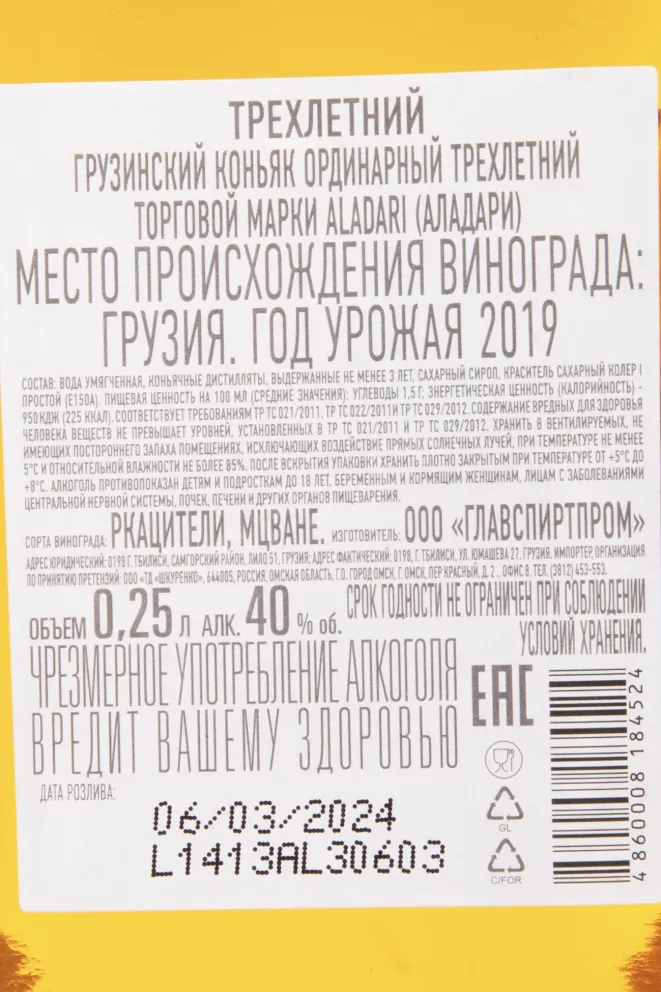 ТРЕХЛЕТНИЙ
ГРУЗИНСКИЙ КОНЬЯК ОРДИНАРНЫЙ ТРЕХЛЕТНИЙ
ТОРГОВОЙ МАРКИ ALADARI (АЛАДАРИ)
МЕСТО ПРОИСХОЖДЕНИЯ ВИНОГРАДА:
ГРУЗИЯ. ГОД УРОЖАЯ 2019
СОСТАВ: ВОДА УМЯГЧЕННАЯ, КОНЬЯЧНЫЕ ДИСТИЛЛЯТЫ, ВЫДЕРЖАННЫЕ НЕ МЕНЕЕ 3 ЛЕТ, САХАРНЫЙ СИРОП, КРАСИТЕЛЬ САХАРНЫЙ КОЛЕР I
ПРОСТОЙ (Е150А). ПИЩЕВАЯ ЦЕННОСТЬ НА 100 МЛ (СРЕДНИЕ ЗНАЧЕНИЯ): УГЛЕВОДЫ 1,5 Г; ЭНЕРГЕТИЧЕСКАЯ ЦЕННОСТЬ (КАЛОРИЙНОСТЬ) -
950 КДЖ (225 ККАЛ). СООТВЕТСТВУЕТ ТРЕБОВАНИЯМ ТР ТС 021/2011, ТР ТС 022/2011 И ТР ТС 029/2012. СОДЕРЖАНИЕ ВРЕДНЫХ ДЛЯ ЗДОРОВЬЯ
ЧЕЛОВЕКА ВЕЩЕСТВ НЕ ПРЕВЫШАЕТ УРОВНЕЙ, УСТАНОВЛЕННЫХ В ТР ТС 021/2011 И ТР ТС 029/2012. ХРАНИТЬ В ВЕНТИЛИРУЕМЫХ, НЕ
ИМЕЮЩИХ ПОСТОРОННЕГО ЗАПАХА ПОМЕЩЕНИЯХ, ИСКЛЮЧАЮЩИХ ВОЗДЕЙСТВИЕ ПРЯМЫХ СОЛНЕЧНЫХ ЛУЧЕЙ, ПРИ ТЕМПЕРАТУРЕ НЕ МЕНЕЕ
5°С И ОТНОСИТЕЛЬНОЙ ВЛАЖНОСТИ НЕ БОЛЕЕ 85%. ПОСЛЕ ВСКРЫТИЯ УПАКОВКИ ХРАНИТЬ ПЛОТНО ЗАКРЫТЫМ ПРИ ТЕМПЕРАТУРЕ ОТ +5°С ДО
+8°С. АЛКОГОЛЬ ПРОТИВОПОКАЗАН ДЕТЯМ И ПОДРОСТКАМ ДО 18 ЛЕТ, БЕРЕМЕННЫМ И КОРМЯЩИМ ЖЕНЩИНАМ, ЛИЦАМ С ЗАБОЛЕВАНИЯМИ
ЦЕНТРАЛЬНОЙ НЕРВНОЙ СИСТЕМЫ, ПОЧЕК, ПЕЧЕНИ И ДРУГИХ ОРГАНОВ ПИЩЕВАРЕНИЯ.
СОРТА ВИНОГРАДА: РКАЦИТЕЛИ, МЦВАНЕ. ИЗГОТОВИТЕЛЬ: ООО «ГЛАВСПИРТПРОМ»
АДРЕС ЮРИДИЧЕСКИЙ: 0198 Г. ТБИЛИСИ, САМГОРСКИЙ РАЙОН, ЛИЛО 51, ГРУЗИЯ; АДРЕС ФАКТИЧЕСКИЙ: 0198, Г. ТБИЛИСИ, УЛ. ЮМАШЕВА 27, ГРУЗИЯ. ИМПОРТЕР, ОРГАНИЗАЦИЯ
ПО ПРИНЯТИЮ ПРЕТЕНЗИЙ: ООО «ТД «ШКУРЕНКО», 644005, РОССИЯ, ОМСКАЯ ОБЛАСТЬ, Г.О. ГОРОД ОМСК, Г. ОМСК, ПЕР КРАСНЫЙ, Д. 2., ОФИС 8. ТЕЛ. (3812) 453-553.
ОБЪЕМ 0,25 Л АЛК. 40 % об.
СРОК ГОДНОСТИ НЕ ОГРАНИЧЕН ПРИ СОБЛЮДЕНИИ
УСЛОВИЙ ХРАНЕНИЯ.
ЧРЕЗМЕРНОЕ УПОТРЕБЛЕНИЕ АЛКОГОЛЯ
ВРЕДИТ ВАШЕМУ ЗДОРОВЬЮ
EAC
ДАТА РОЗЛИВА:
06/03/2024
L1413AL30603
GL
C/FOR
4 860008 184524